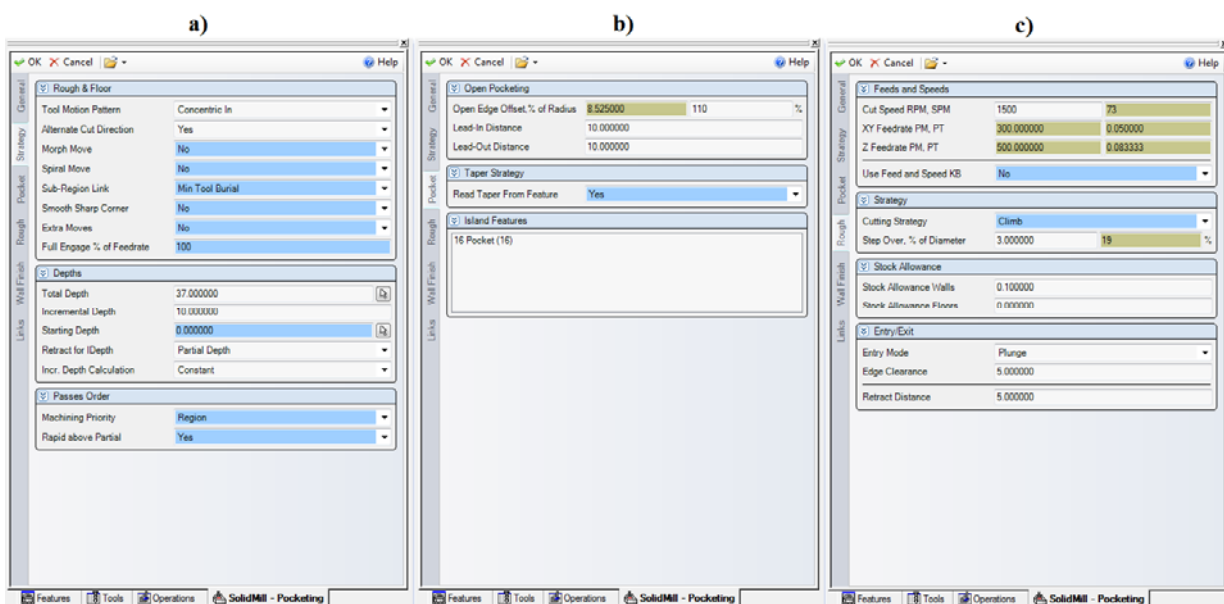 a)
OK Cancel Help
General
Strategy
Pocket
Rough
Wall Finish
Links
Rough & Floor
Tool Motion Pattern Concentric In
Alternate Cut Direction Yes
Morph Move No
Spiral Move No
Sub-Region Link Min Tool Burial
Smooth Sharp Corner No
Extra Moves No
Full Engage % of Feedrate 100
Depths
Total Depth 37.000000
Incremental Depth 10.000000
Starting Depth 0.000000
Retract for IDepth Partial Depth
Incr. Depth Calculation Constant
Passes Order
Machining Priority Region
Rapid above Partial Yes
Features Tools Operations SolidMill - Pocketing
b)
OK Cancel Help
General
Strategy
Pocket
Rough
Wall Finish
Links
Open Pocketing
Open Edge Offset,% of Radius 8.525000 110 %
Lead-In Distance 10.000000
Lead-Out Distance 10.000000
Taper Strategy
Read Taper From Feature Yes
Island Features
16 Pocket (16)
Features Tools Operations SolidMill - Pocketing
c)
OK Cancel Help
General
Strategy
Pocket
Rough
Wall Finish
Links
Feeds and Speeds
Cut Speed RPM, SPM 1500 73
XY Feedrate PM, PT 300.000000 0.050000
Z Feedrate PM, PT 500.000000 0.083333
Use Feed and Speed KB No
Strategy
Cutting Strategy Climb
Step Over, % of Diameter 3.000000 19 %
Stock Allowance
Stock Allowance Walls 0.100000
Stock Allowance Floors 0.000000
Entry/Exit
Entry Mode Plunge
Edge Clearance 5.000000
Retract Distance 5.000000
Features Tools Operations SolidMill - Pocketing